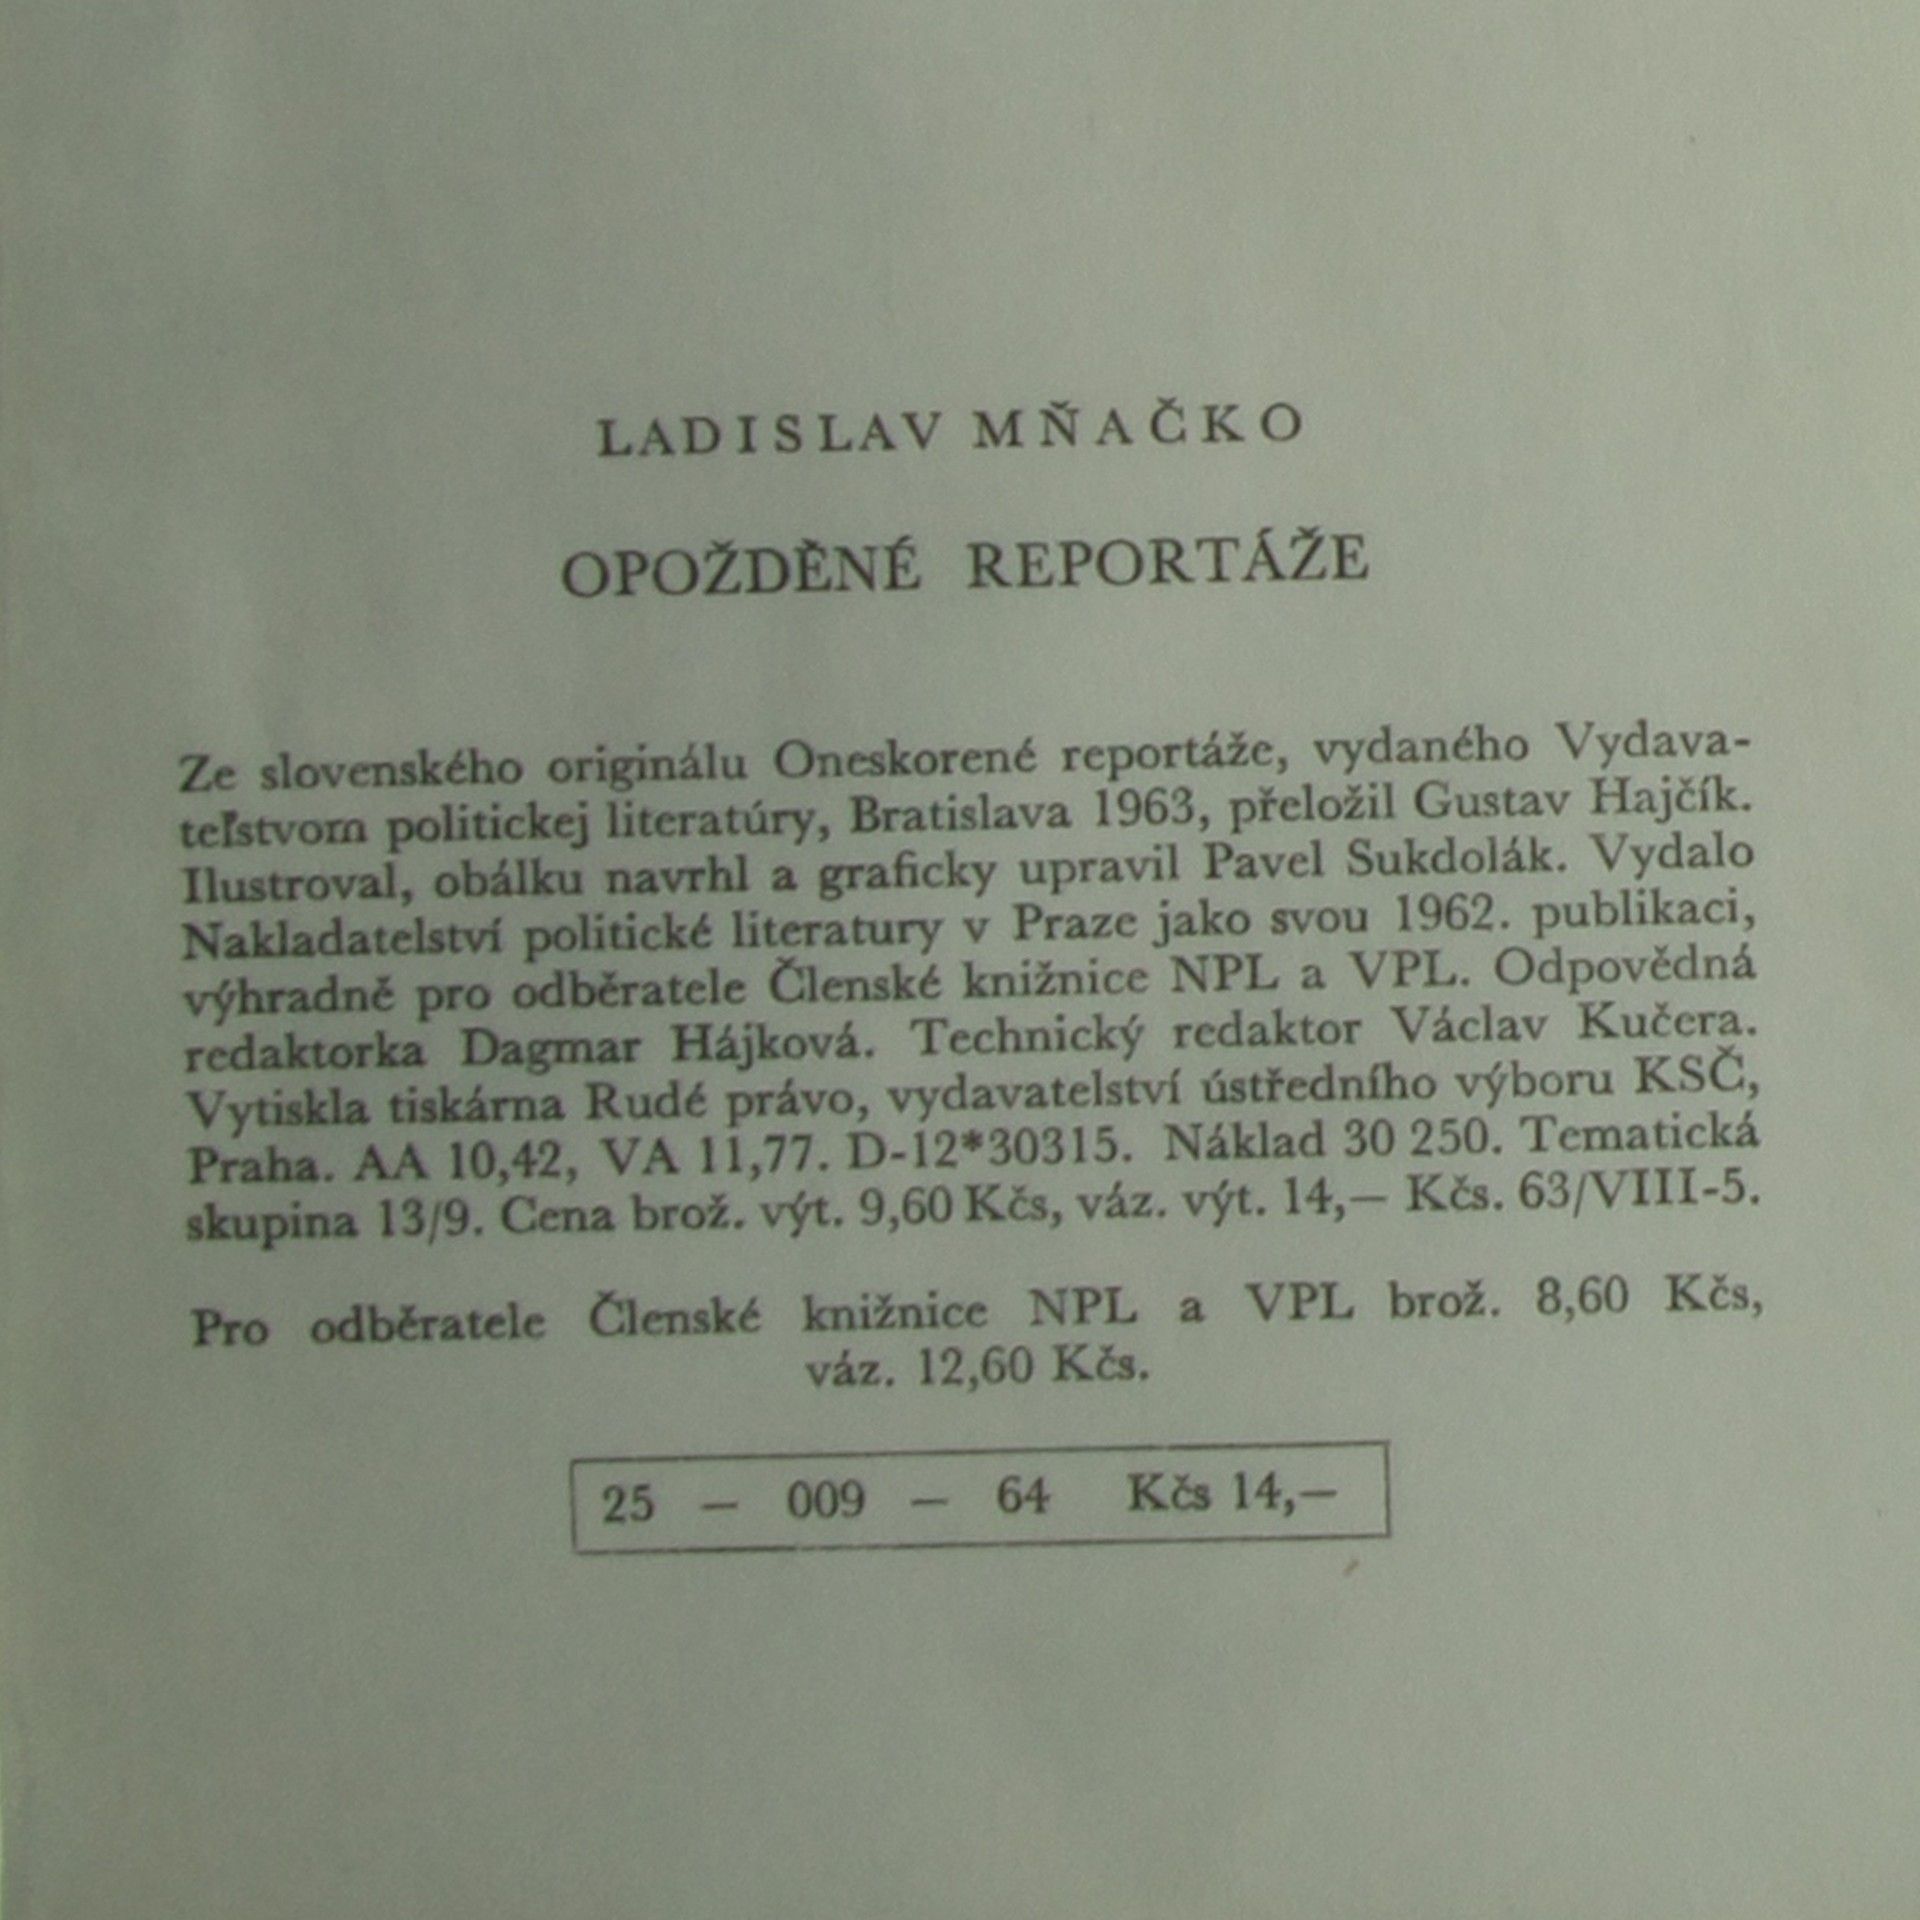 LADISLAV MŇAČKO
OPOŽDĚNÉ REPORTÁŽE
Ze slovenského originálu Oneskorené reportáže, vydaného Vydava-
teľstvom politickej literatúry, Bratislava 1963, přeložil Gustav Hajčík.
Ilustroval, obálku navrhl a graficky upravil Pavel Sukdolák. Vydalo
Nakladatelství politické literatury v Praze jako svou 1962. publikaci,
výhradně pro odběratele Členské knižnice NPL a VPL. Odpovědná
redaktorka Dagmar Hájková. Technický redaktor Václav Kučera.
Vytiskla tiskárna Rudé právo, vydavatelství ústředního výboru KSČ,
Praha. AA 10,42, VA 11,77. D-12*30315. Náklad 30 250. Tematická
skupina 13/9. Cena brož. výt. 9,60 Kčs, váz. výt. 14,— Kčs. 63/VIII-5.
Pro odběratele Členské knižnice NPL a VPL brož. 8,60 Kčs,
váz. 12,60 Kčs.
25 — 009 — 64 Kčs 14,—